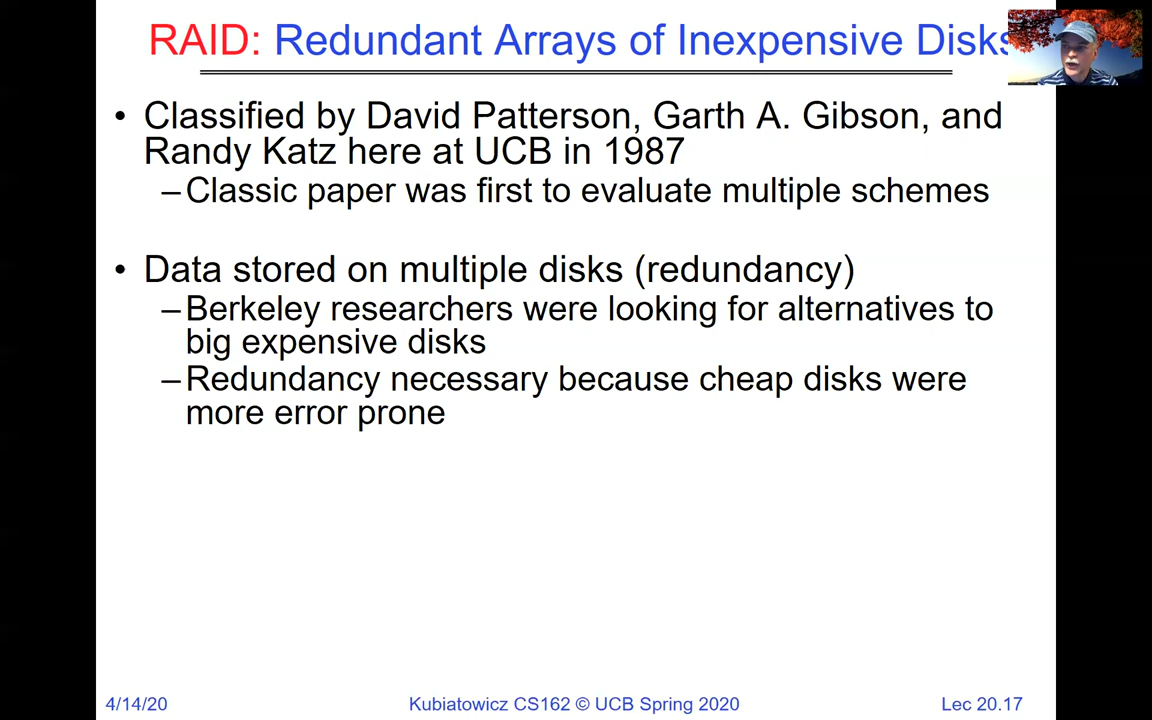 RAID: Redundant Arrays of Inexpensive Disks
• Classified by David Patterson, Garth A. Gibson, and
Randy Katz here at UCB in 1987
–Classic paper was first to evaluate multiple schemes
• Data stored on multiple disks (redundancy)
–Berkeley researchers were looking for alternatives to
big expensive disks
–Redundancy necessary because cheap disks were
more error prone
4/14/20
Kubiatowicz CS162 © UCB Spring 2020
Lec 20.17